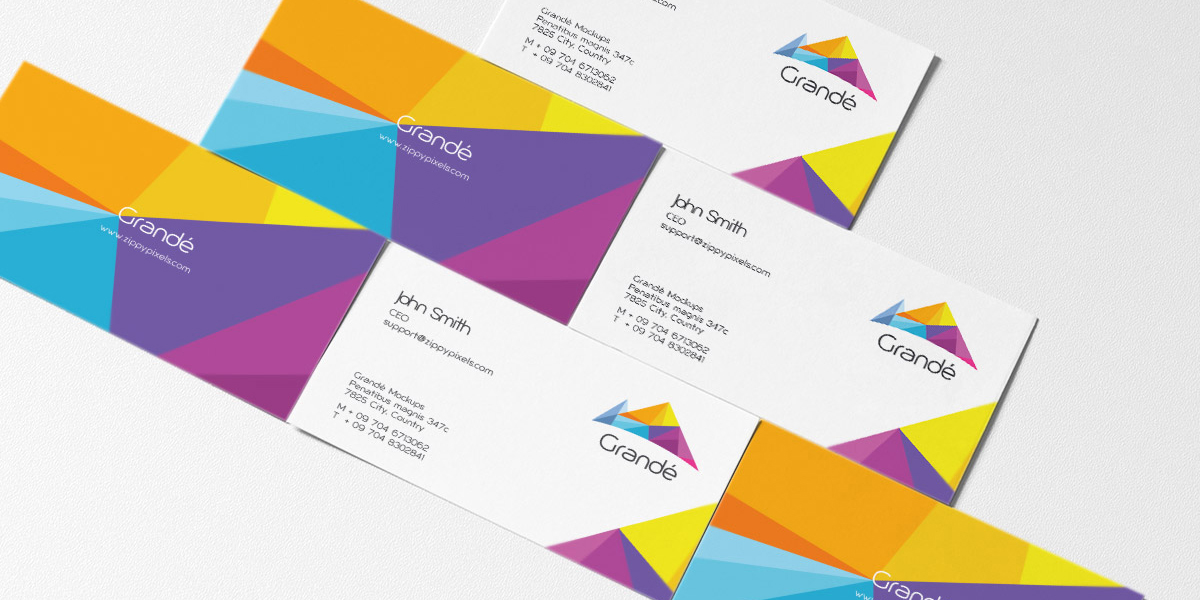 Grandé Mockups
Penatibus magnis 347c
7825 City, Country
M + 09 704 6713062
T + 09 704 8302841
Grandé
Grandé
www.zippypixels.com
John Smith
CEO
support@zippypixels.com
Grandé Mockups
Penatibus magnis 347c
7825 City, Country
M + 09 704 6713062
T + 09 704 8302841
Grandé
Grandé
www.zippypixels.com
John Smith
CEO
support@zippypixels.com
Grandé Mockups
Penatibus magnis 347c
7825 City, Country
M + 09 704 6713062
T + 09 704 8302841
Grandé
Grandé